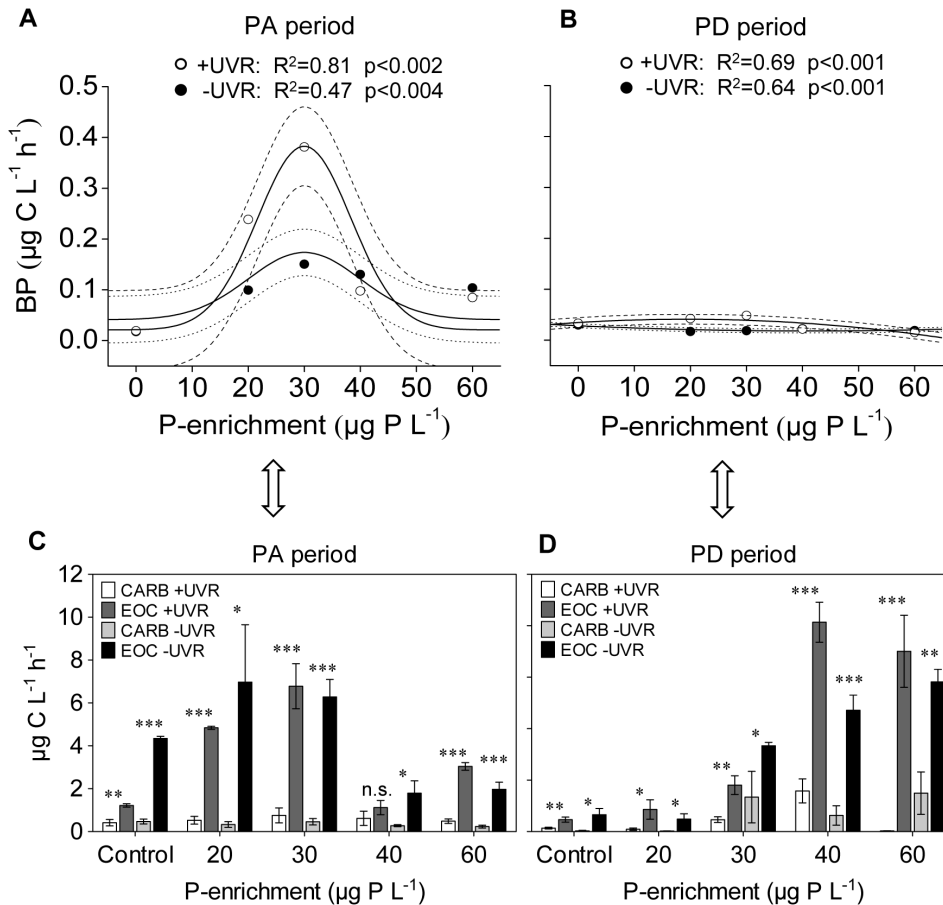 A
PA period
+UVR: R²=0.81 p<0.002
-UVR: R²=0.47 p<0.004
BP (µg C L⁻¹ h⁻¹)
0.5
0.4
0.3
0.2
0.1
0.0
0 10 20 30 40 50 60
P-enrichment (µg P L⁻¹)
B
PD period
+UVR: R²=0.69 p<0.001
-UVR: R²=0.64 p<0.001
0 10 20 30 40 50 60
P-enrichment (µg P L⁻¹)
C
PA period
CARB +UVR
EOC +UVR
CARB -UVR
EOC -UVR
µg C L⁻¹ h⁻¹
12
10
8
6
4
2
0
** *** *** * *** *** n.s. * *** ***
Control 20 30 40 60
P-enrichment (µg P L⁻¹)
D
PD period
CARB +UVR
EOC +UVR
CARB -UVR
EOC -UVR
** * * * ** * *** *** *** **
Control 20 30 40 60
P-enrichment (µg P L⁻¹)